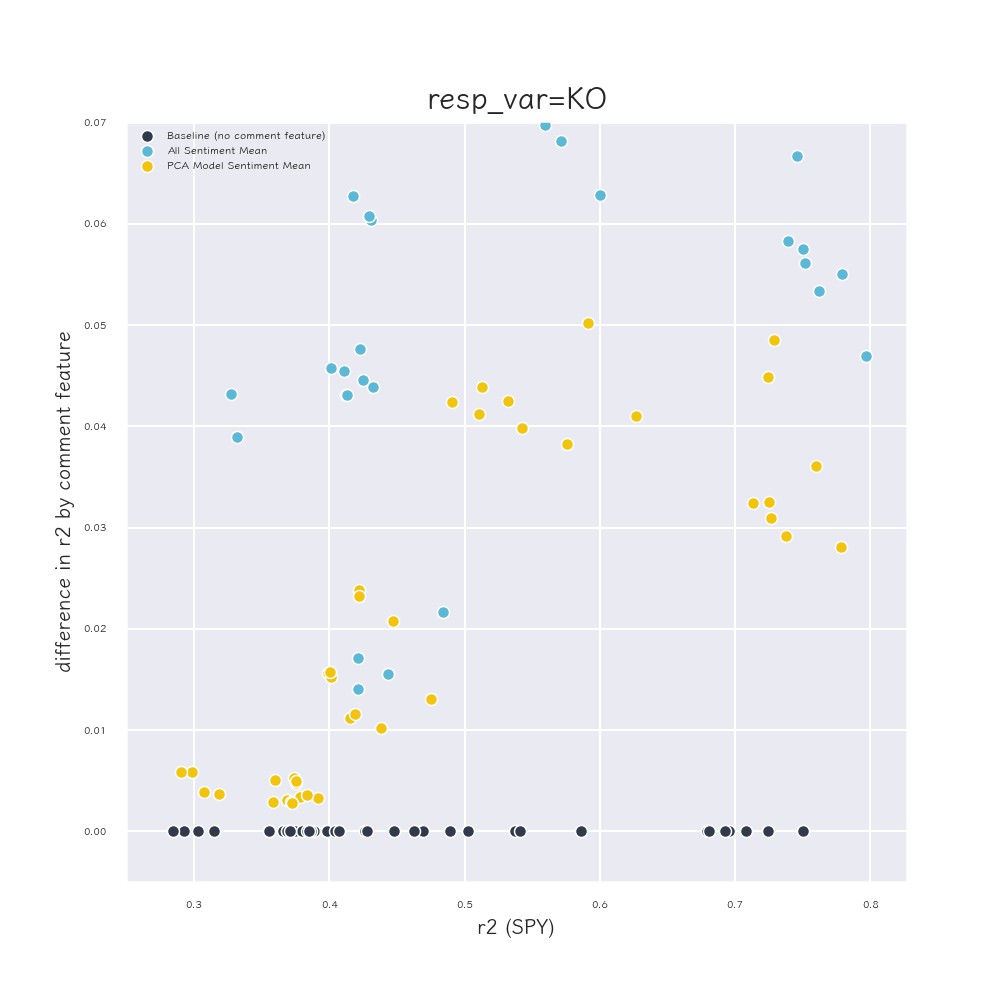 resp_var=KO
0.07
Baseline (no comment feature)
All Sentiment Mean
PCA Model Sentiment Mean
0.06
0.05
0.04
0.03
0.02
0.01
0.00
difference in r2 by comment feature
0.3 0.4 0.5 0.6 0.7 0.8
r2 (SPY)